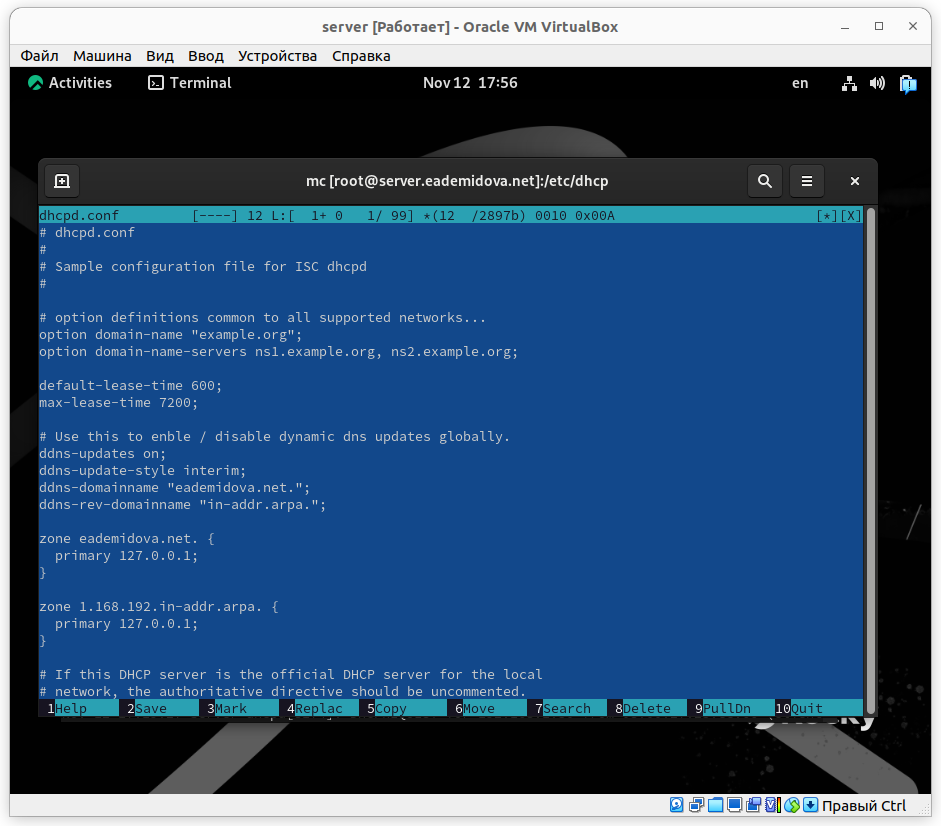 server [Работает] - Oracle VM VirtualBox
Файл Машина Вид Ввод Устройства Справка
Activities Terminal Nov 12 17:56 en
mc [root@server.eademidova.net]:/etc/dhcp
dhcpd.conf [----] 12 L:[ 1+ 0 1/ 99] *(12 /2897b) 0010 0x00A [*][X]
# dhcpd.conf
#
# Sample configuration file for ISC dhcpd
#
# option definitions common to all supported networks...
option domain-name "example.org";
option domain-name-servers ns1.example.org, ns2.example.org;
default-lease-time 600;
max-lease-time 7200;
# Use this to enble / disable dynamic dns updates globally.
ddns-updates on;
ddns-update-style interim;
ddns-domainname "eademidova.net.";
ddns-rev-domainname "in-addr.arpa.";
zone eademidova.net. {
primary 127.0.0.1;
}
zone 1.168.192.in-addr.arpa. {
primary 127.0.0.1;
}
# If this DHCP server is the official DHCP server for the local
# network, the authoritative directive should be uncommented.
1Help 2Save 3Mark 4Replac 5Copy 6Move 7Search 8Delete 9PullDn 10Quit
Правый Ctrl